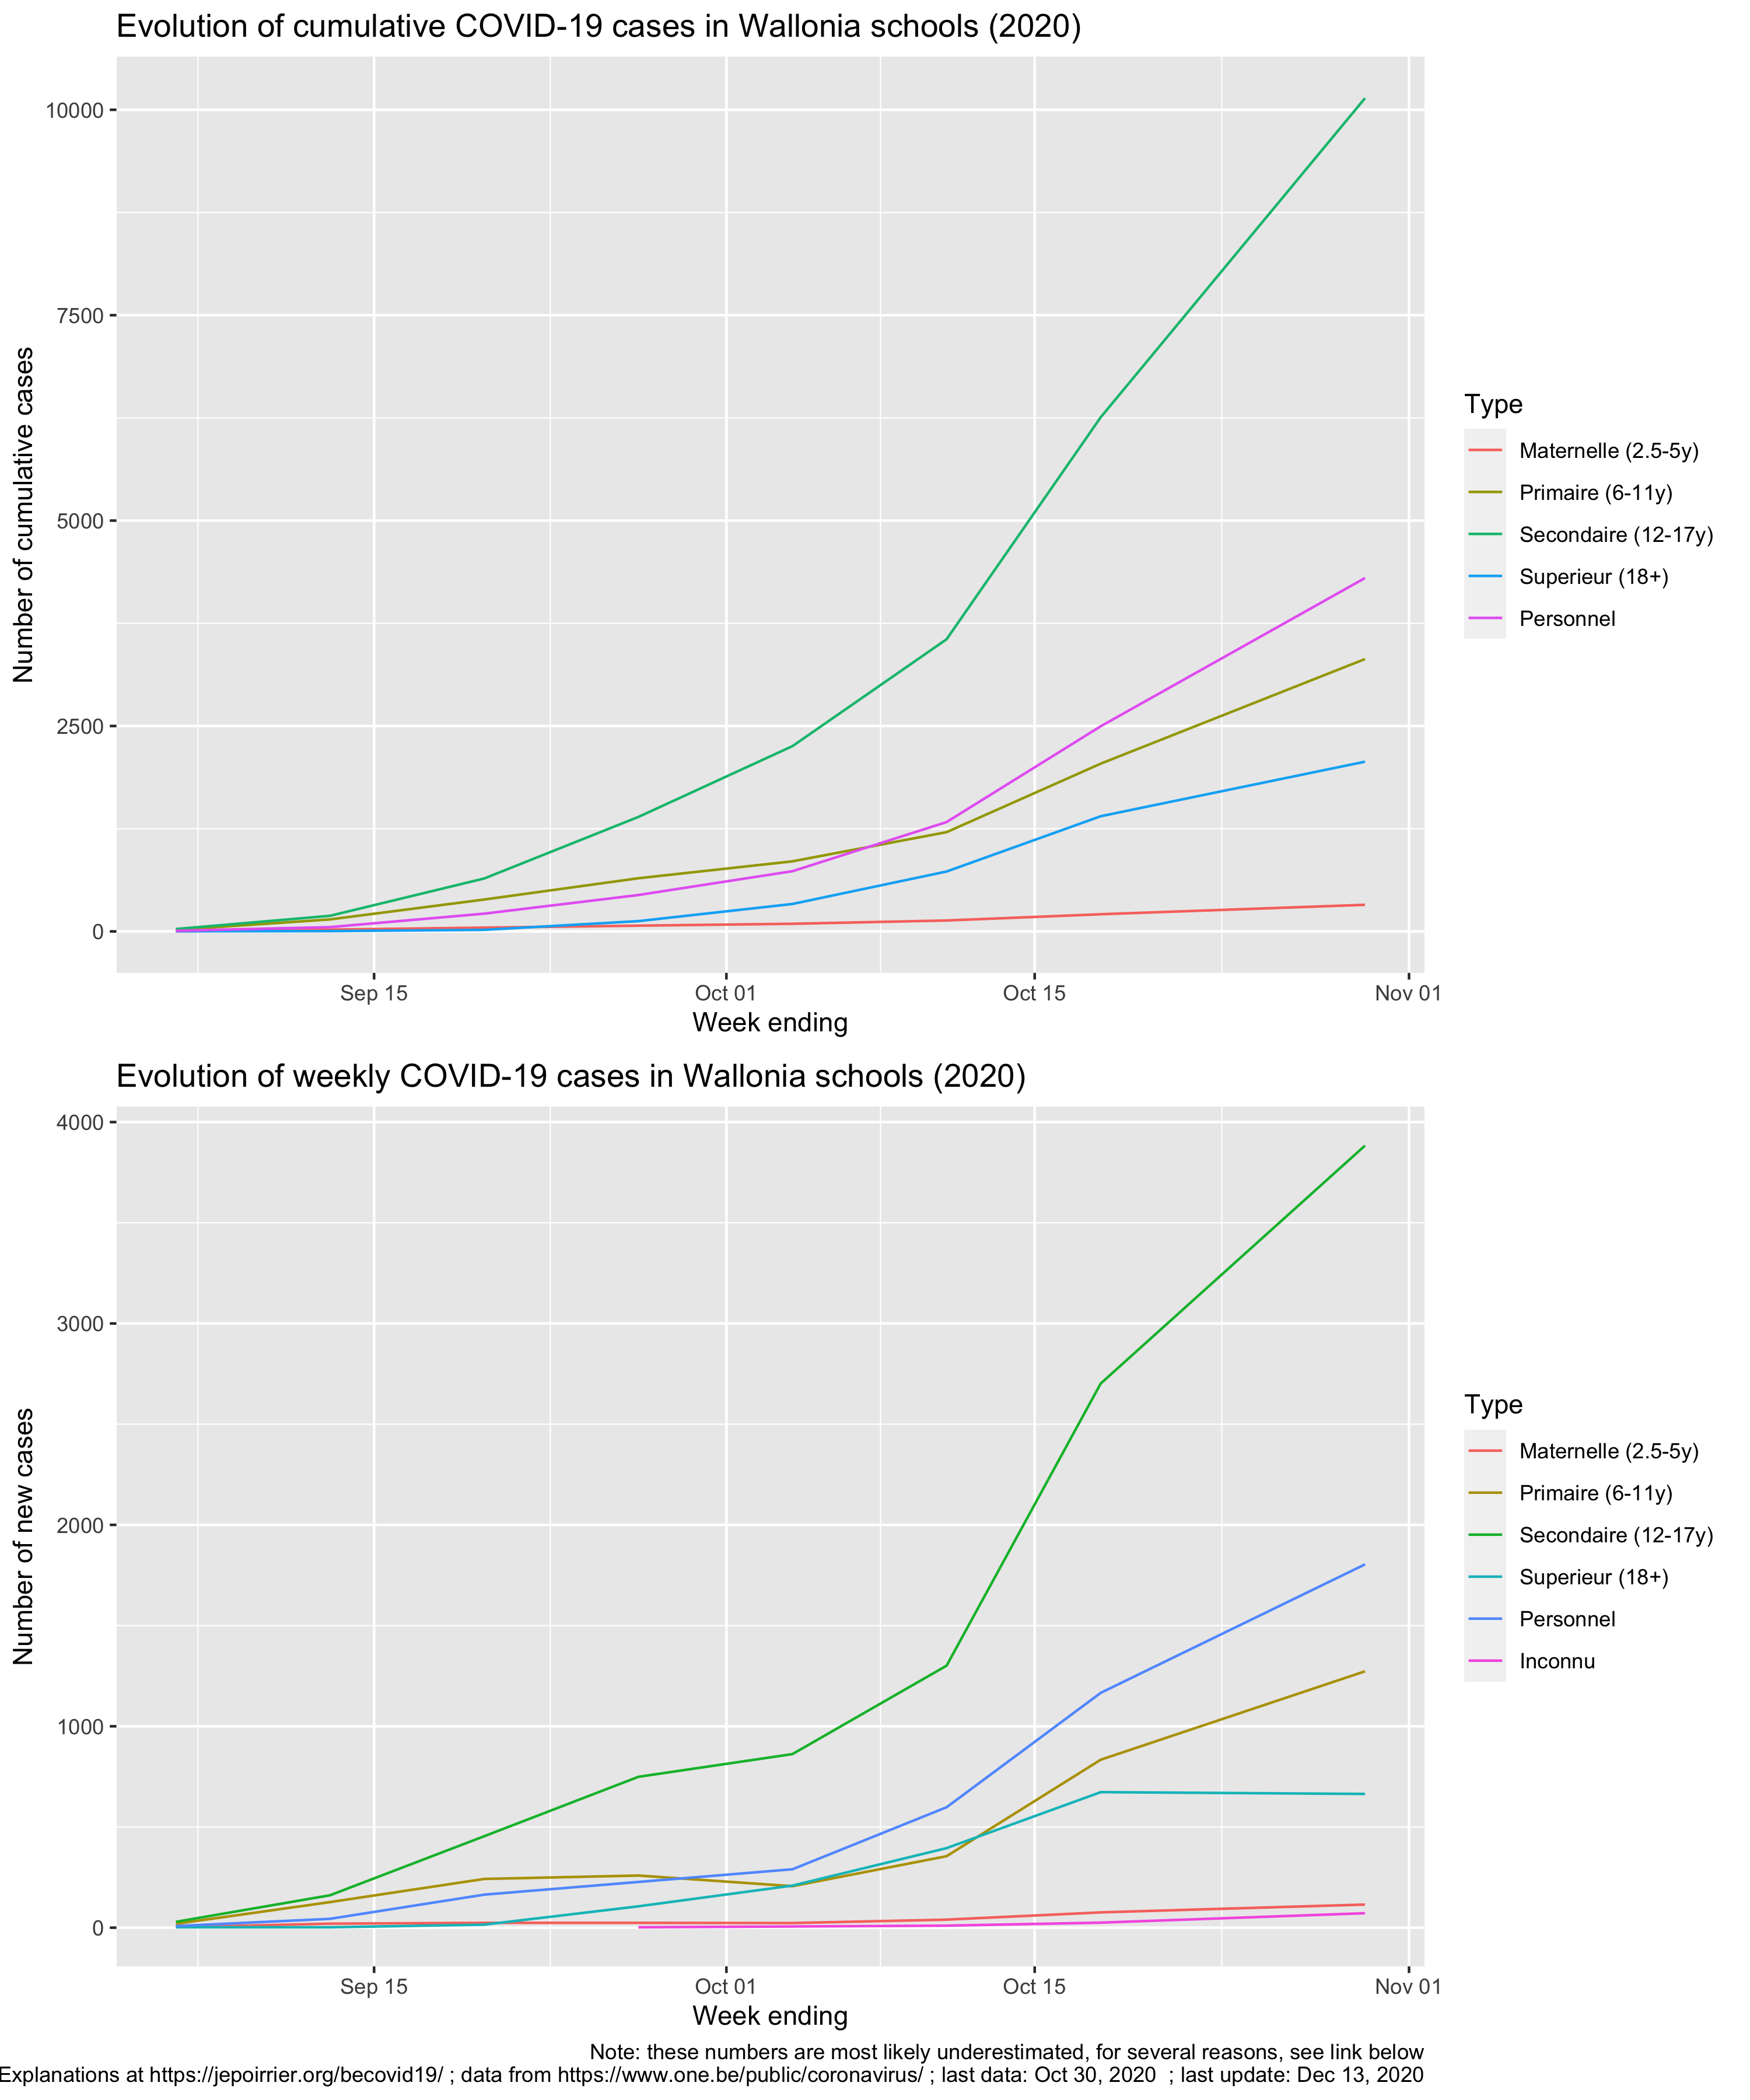 Evolution of cumulative COVID-19 cases in Wallonia schools (2020)
10000
7500
5000
2500
0
Number of cumulative cases
Sep 15
Oct 01
Oct 15
Nov 01
Week ending
Type
Maternelle (2.5-5y)
Primaire (6-11y)
Secondaire (12-17y)
Superieur (18+)
Personnel
Evolution of weekly COVID-19 cases in Wallonia schools (2020)
4000
3000
2000
1000
0
Number of new cases
Sep 15
Oct 01
Oct 15
Nov 01
Week ending
Type
Maternelle (2.5-5y)
Primaire (6-11y)
Secondaire (12-17y)
Superieur (18+)
Personnel
Inconnu
Note: these numbers are most likely underestimated, for several reasons, see link below
Explanations at https://jepoirrier.org/becovid19/ ; data from https://www.one.be/public/coronavirus/ ; last data: Oct 30, 2020  ; last update: Dec 13, 2020